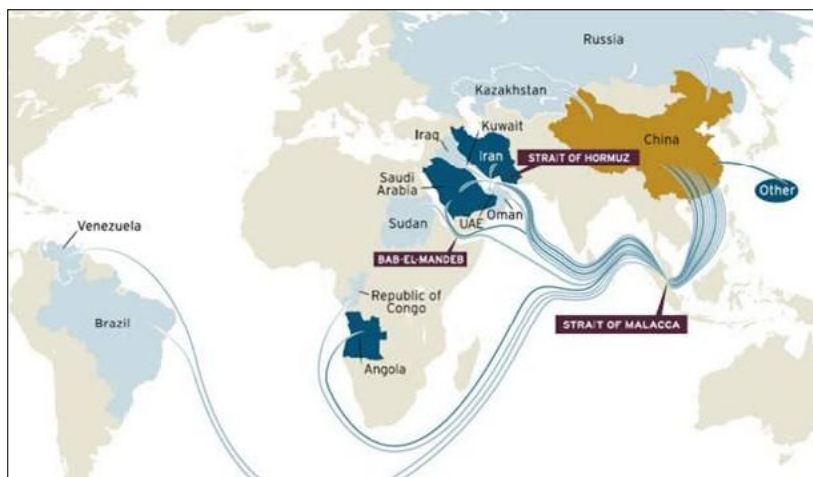 Russia
Kazakhstan
Kuwait
Iraq
Iran
China
STRAIT OF HORMUZ
Saudi
Arabia
Other
Oman
UAE
Sudan
Venezuela
BAB-EL-MANDEB
Republic of
Congo
Brazil
STRAIT OF MALACCA
Angola